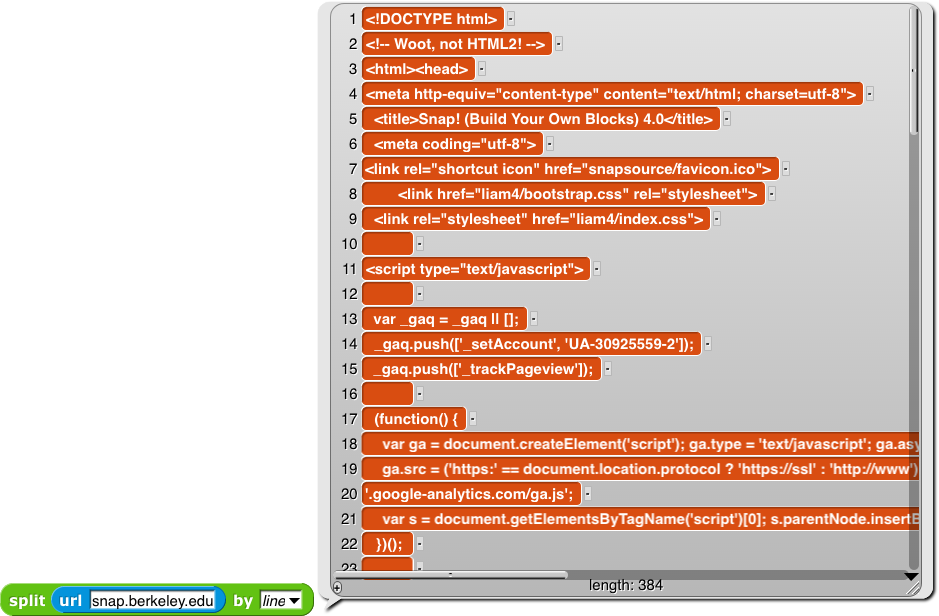 1 <!DOCTYPE html>
2 <!-- Woot, not HTML2! -->
3 <html><head>
4 <meta http-equiv="content-type" content="text/html; charset=utf-8">
5 <title>Snap! (Build Your Own Blocks) 4.0</title>
6 <meta coding="utf-8">
7 <link rel="shortcut icon" href="snapsource/favicon.ico">
8 <link href="liam4/bootstrap.css" rel="stylesheet">
9 <link rel="stylesheet" href="liam4/index.css">
10
11 <script type="text/javascript">
12
13 var _gaq = _gaq || [];
14 _gaq.push(['_setAccount', 'UA-30925559-2']);
15 _gaq.push(['_trackPageview']);
16
17 (function() {
18 var ga = document.createElement('script'); ga.type = 'text/javascript'; ga.asy
19 ga.src = ('https:' == document.location.protocol ? 'https://ssl' : 'http://www')
20 '.google-analytics.com/ga.js';
21 var s = document.getElementsByTagName('script')[0]; s.parentNode.insertB
22 })();
23
length: 384
split url snap.berkeley.edu by line